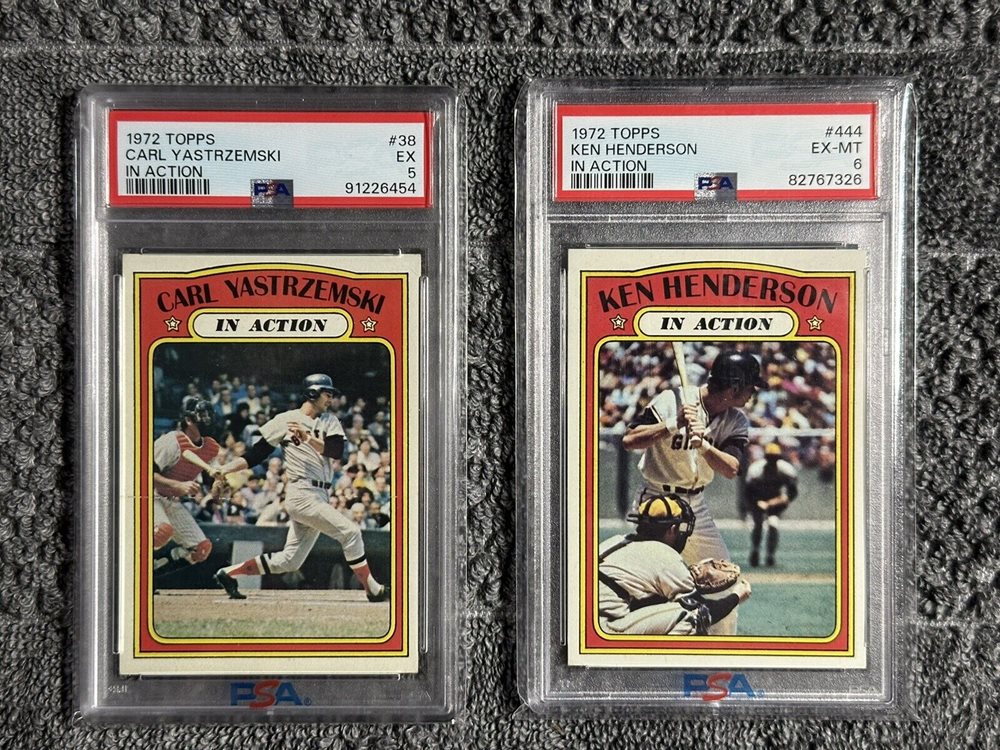 1972 TOPPS #38
CARL YASTRZEMSKI EX
IN ACTION 5
PSA 91226454
CARL YASTRZEMSKI
IN ACTION
PSA
1972 TOPPS #444
KEN HENDERSON EX-MT
IN ACTION 6
PSA 82767326
KEN HENDERSON
IN ACTION
PSA